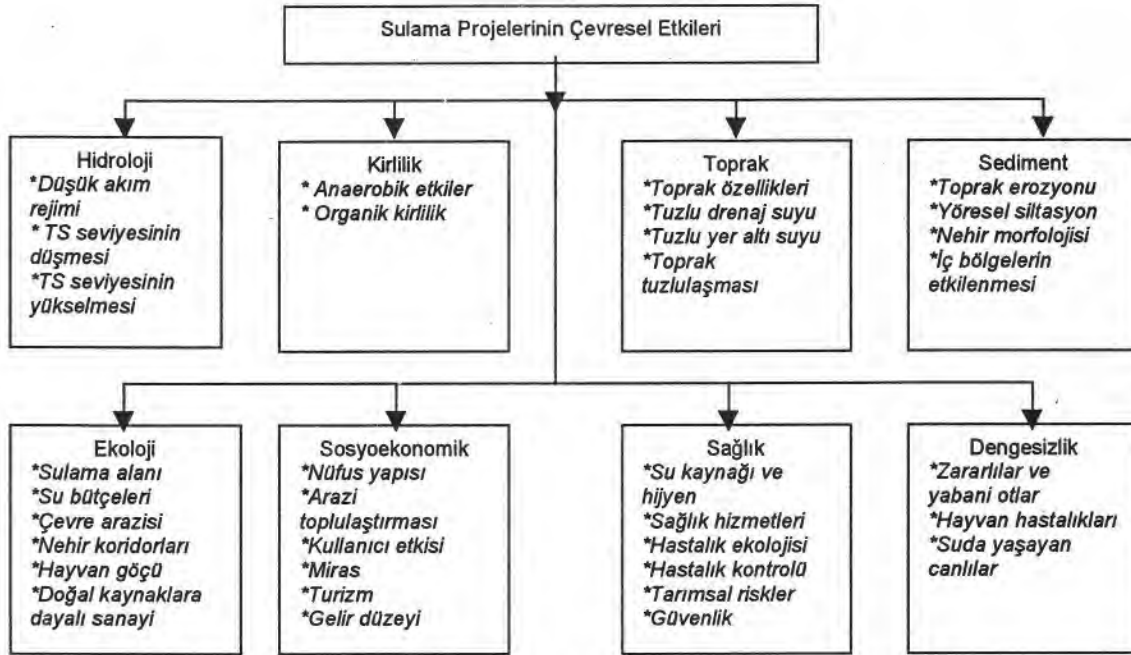 Sulama Projelerinin Çevresel Etkileri
Hidroloji
*Düşük akım
rejimi
* TS seviyesinin
düşmesi
*TS seviyesinin
yükselmesi
Kirlilik
* Anaerobik etkiler
* Organik kirlilik
Toprak
*Toprak özellikleri
*Tuzlu drenaj suyu
*Tuzlu yer altı suyu
*Toprak
tuzlulaşması
Sediment
*Toprak erozyonu
*Yöresel siltasyon
*Nehir morfolojisi
*İç bölgelerin
etkilenmesi
Ekoloji
*Sulama alanı
*Su bütçeleri
*Çevre arazisi
*Nehir koridorları
*Hayvan göçü
*Doğal kaynaklara
dayalı sanayi
Sosyoekonomik
*Nüfus yapısı
*Arazi
toplulaştırması
*Kullanıcı etkisi
*Miras
*Turizm
*Gelir düzeyi
Sağlık
*Su kaynağı ve
hijyen
*Sağlık hizmetleri
*Hastalık ekolojisi
*Hastalık kontrolü
*Tarımsal riskler
*Güvenlik
Dengesizlik
*Zararlılar ve
yabani otlar
*Hayvan hastalıkları
*Suda yaşayan
canlılar